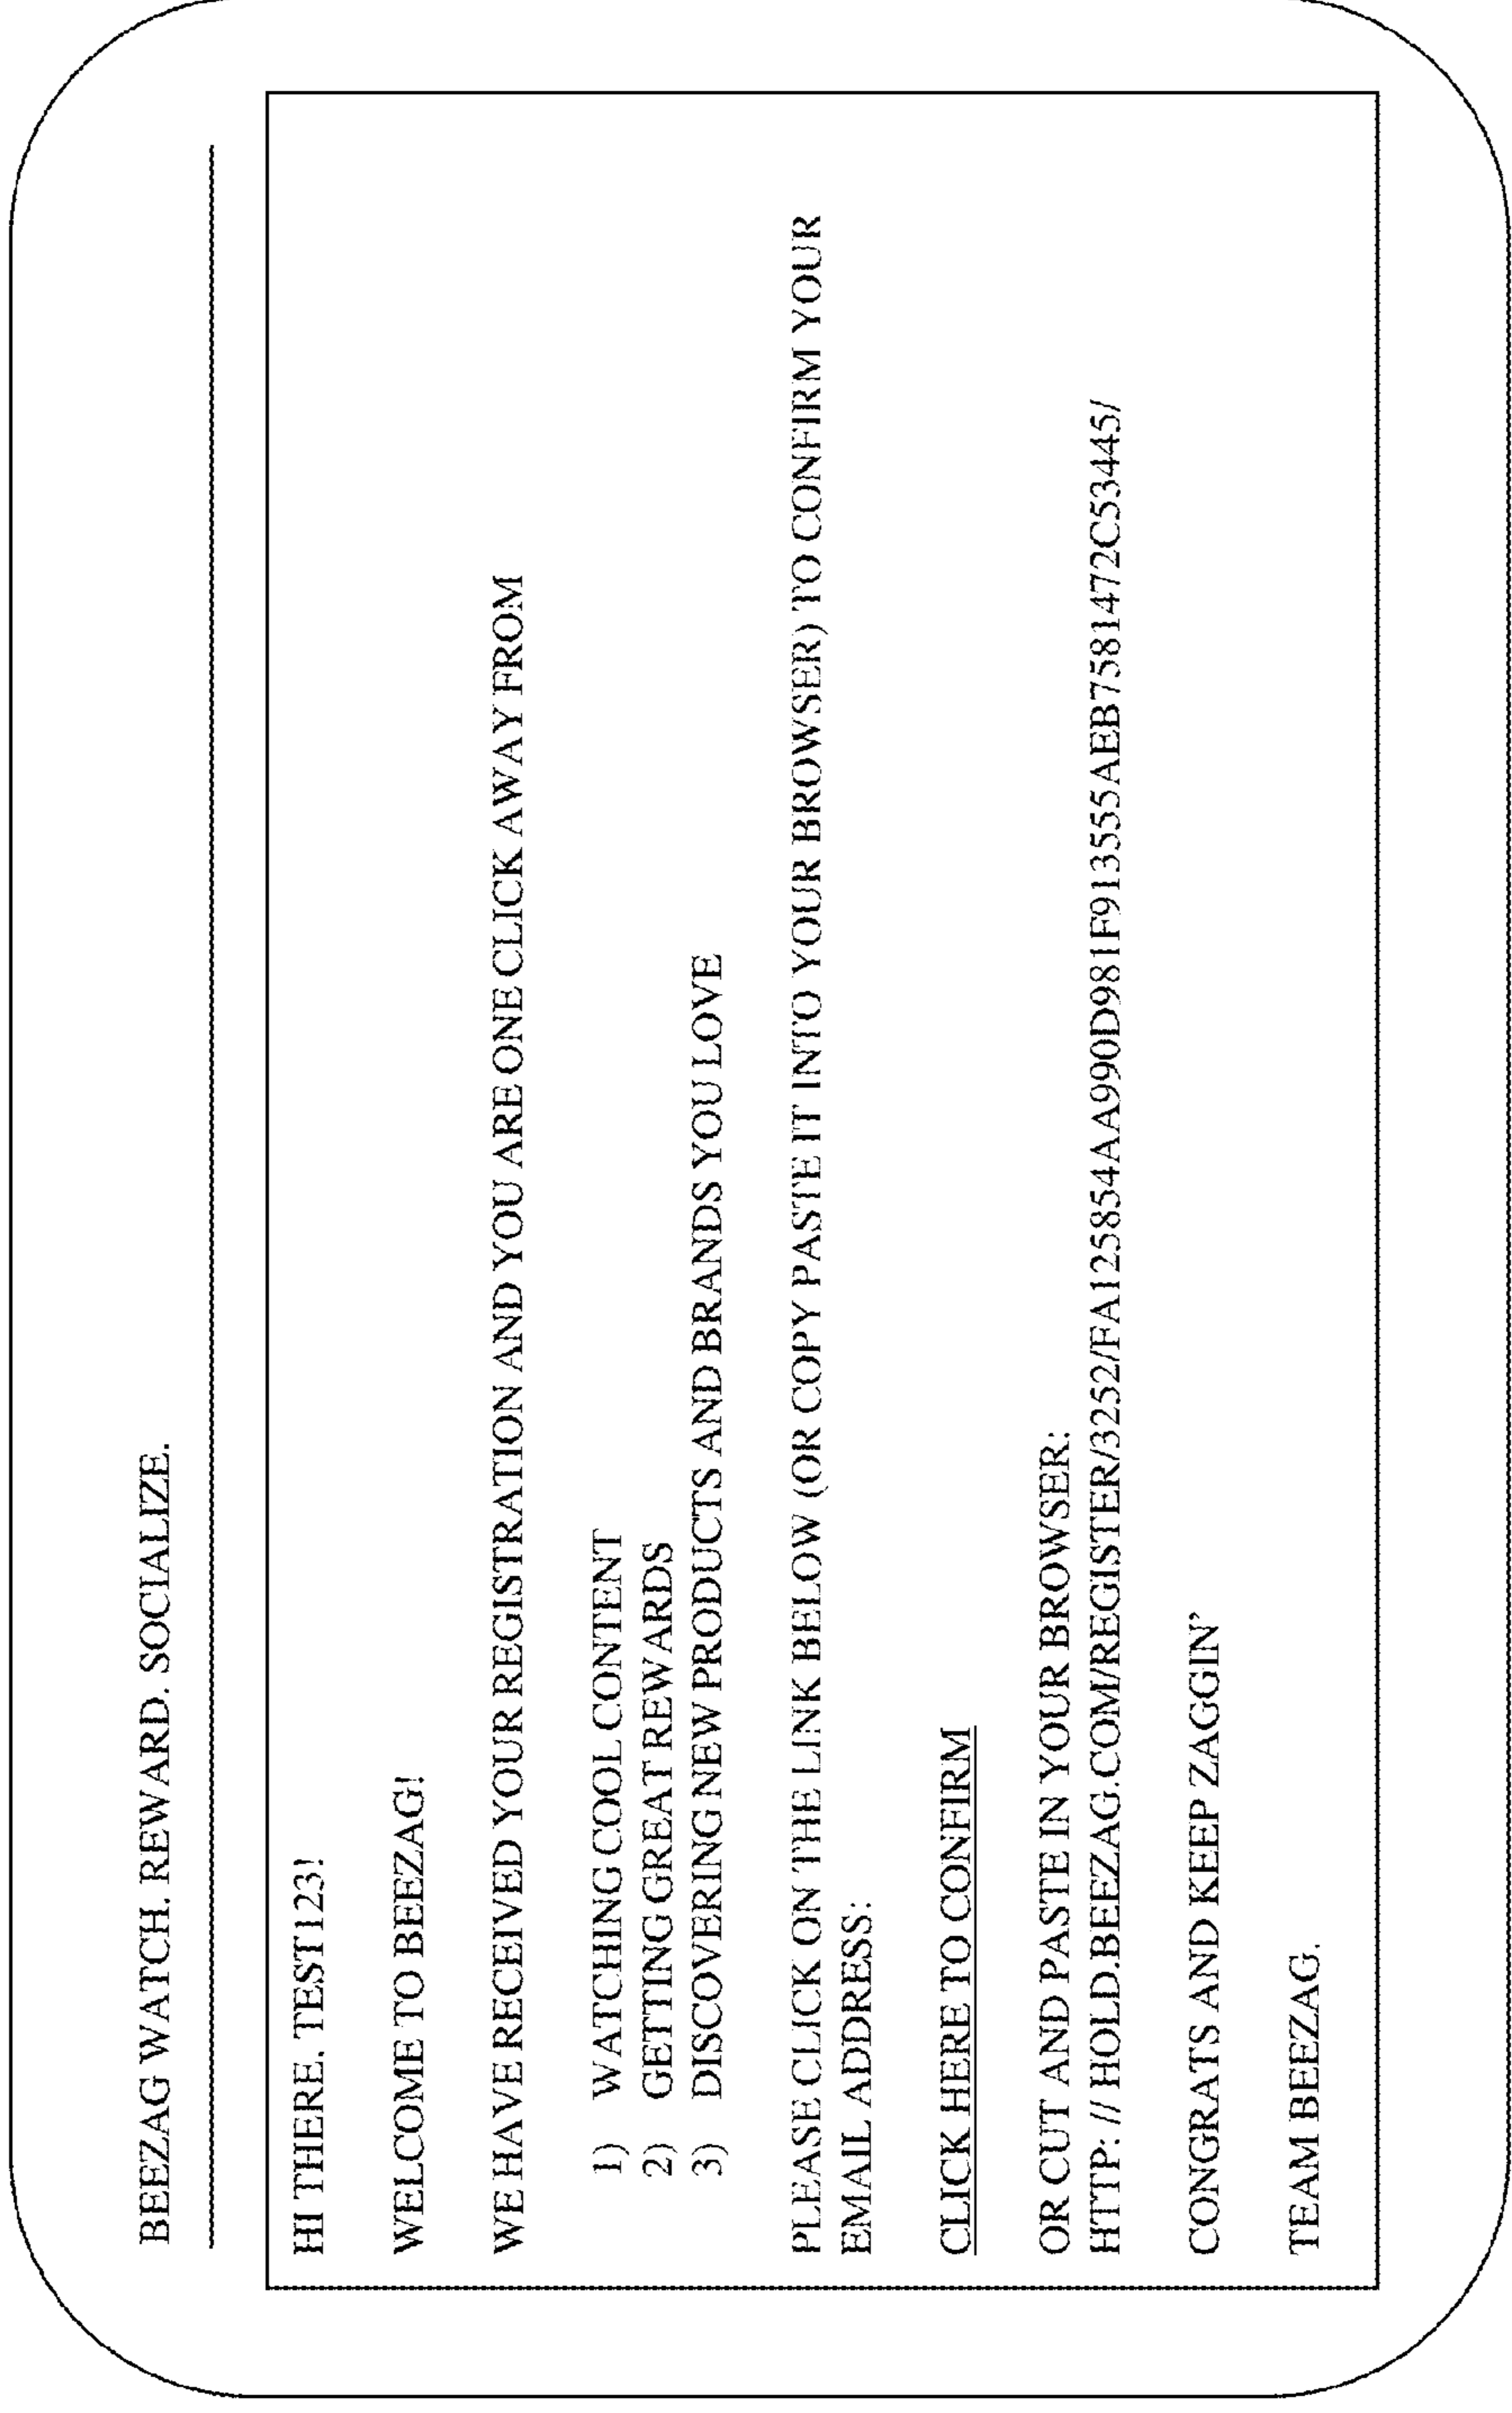 BEEZAG WATCH. REWARD. SOCIALIZE.
HI THERE, TEST123!
WELCOME TO BEEZAG!
WE HAVE RECEIVED YOUR REGISTRATION AND YOU ARE ONE CLICK AWAY FROM
1) WATCHING COOL CONTENT
2) GETTING GREAT REWARDS
3) DISCOVERING NEW PRODUCTS AND BRANDS YOU LOVE
PLEASE CLICK ON THE LINK BELOW (OR COPY PASTE IT INTO YOUR BROWSER) TO CONFIRM YOUR
EMAIL ADDRESS:
CLICK HERE TO CONFIRM
OR CUT AND PASTE IN YOUR BROWSER:
HTTP: // HOLD.BEEZAG.COM/REGISTER/3252/FA125854AA990D981F913555AEB7581472C53445/
CONGRATS AND KEEP ZAGGIN'
TEAM BEEZAG.